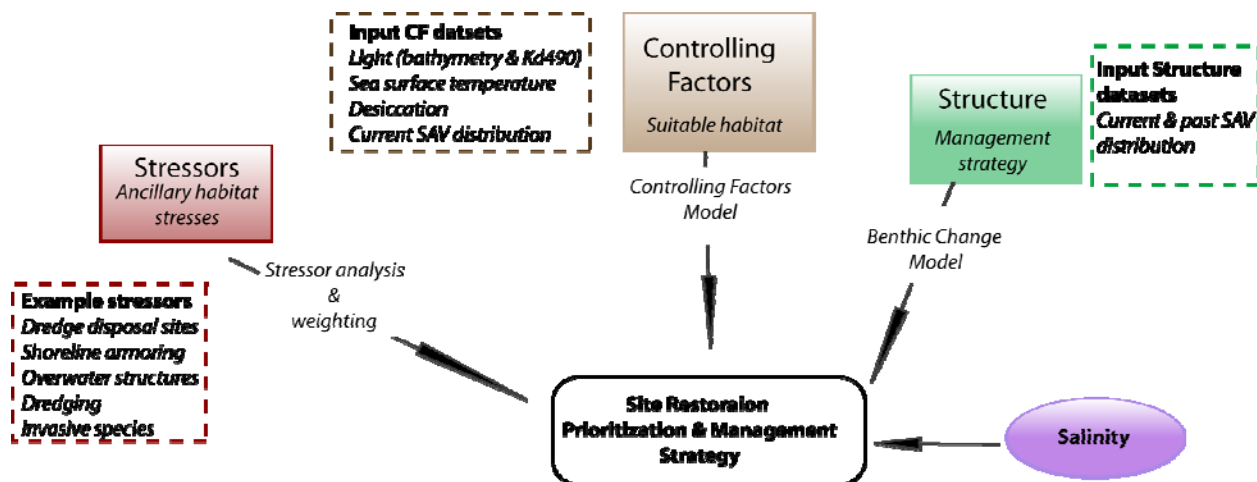 Input CF datsets
Light (bathymetry & Kd490)
Sea surface temperature
Desiccation
Current SAV distribution
Controlling
Factors
Suitable habitat
Structure
Management
strategy
Input Structure
datasets
Current & past SAV
distribution
Stressors
Ancillary habitat
stresses
Controlling Factors
Model
Benthic Change
Model
Stressor analysis
&
weighting
Example stressors
Dredge disposal sites
Shoreline armoring
Overwater structures
Dredging
Invasive species
Site Restoraion
Prioritization & Management
Strategy
Salinity